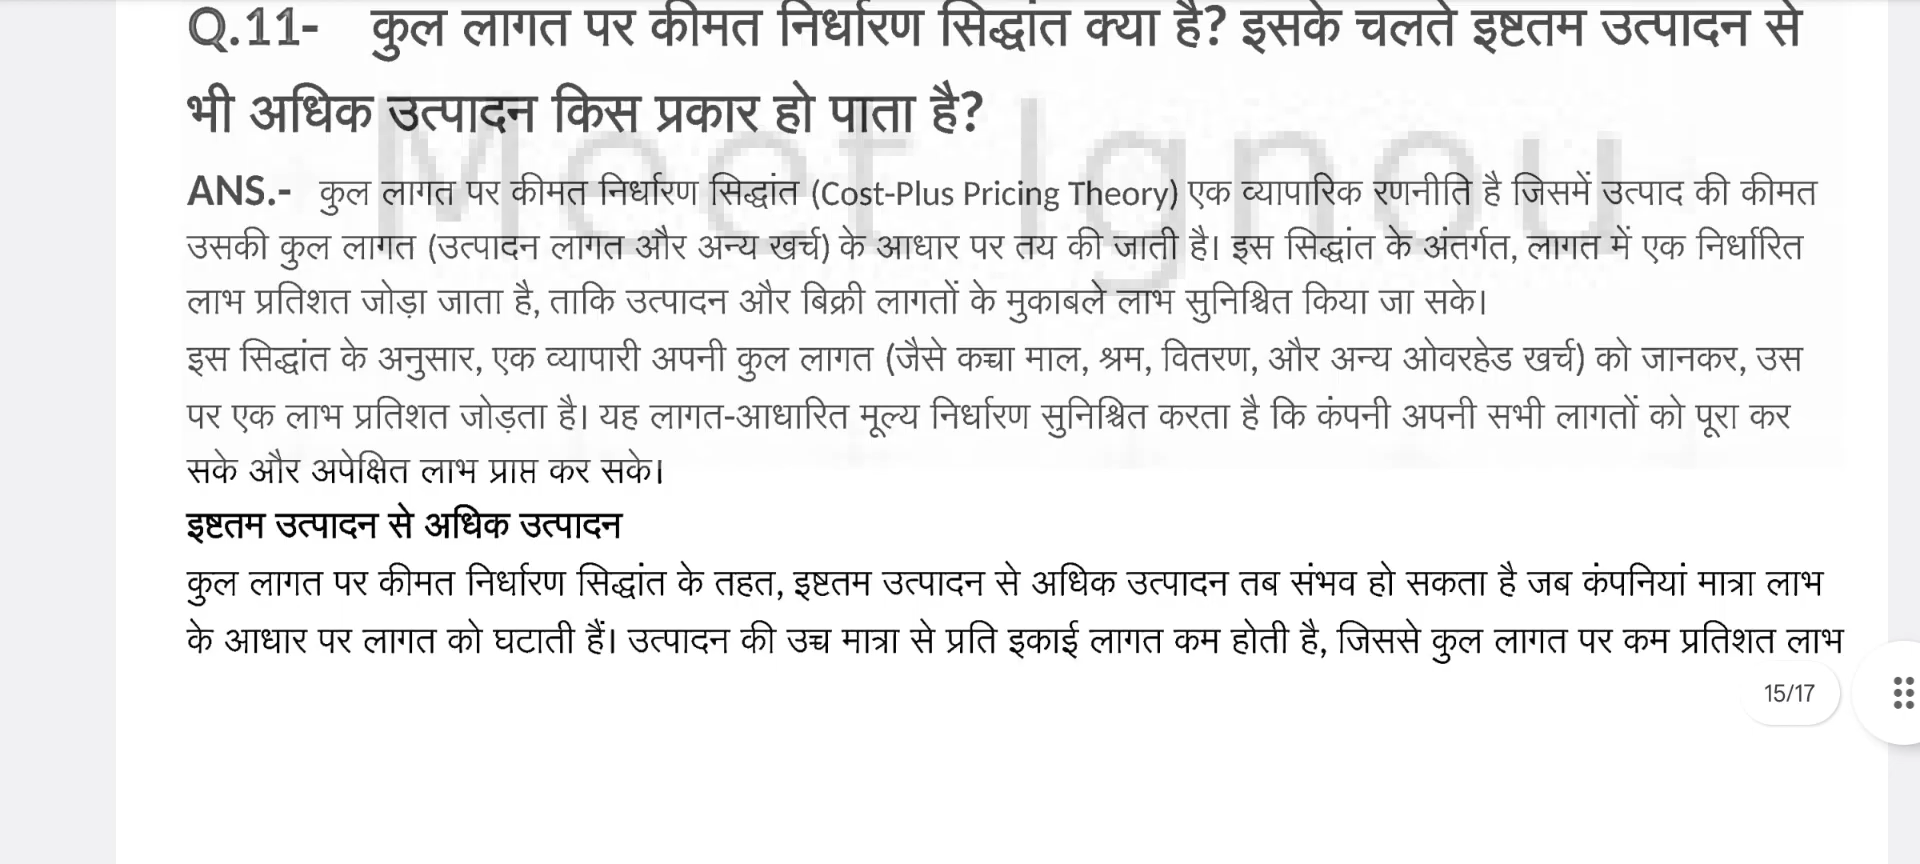 Q.11- कुल लागत पर कीमत निर्धारण सिद्धांत क्या है? इसके चलते इष्टतम उत्पादन से
भी अधिक उत्पादन किस प्रकार हो पाता है?
Meet Ignou
ANS.- कुल लागत पर कीमत निर्धारण सिद्धांत (Cost-Plus Pricing Theory) एक व्यापारिक रणनीति है जिसमें उत्पाद की कीमत
उसकी कुल लागत (उत्पादन लागत और अन्य खर्च) के आधार पर तय की जाती है। इस सिद्धांत के अंतर्गत, लागत में एक निर्धारित
लाभ प्रतिशत जोड़ा जाता है, ताकि उत्पादन और बिक्री लागतों के मुकाबले लाभ सुनिश्चित किया जा सके।
इस सिद्धांत के अनुसार, एक व्यापारी अपनी कुल लागत (जैसे कच्चा माल, श्रम, वितरण, और अन्य ओवरहेड खर्च) को जानकर, उस
पर एक लाभ प्रतिशत जोड़ता है। यह लागत-आधारित मूल्य निर्धारण सुनिश्चित करता है कि कंपनी अपनी सभी लागतों को पूरा कर
सके और अपेक्षित लाभ प्राप्त कर सके।
इष्टतम उत्पादन से अधिक उत्पादन
कुल लागत पर कीमत निर्धारण सिद्धांत के तहत, इष्टतम उत्पादन से अधिक उत्पादन तब संभव हो सकता है जब कंपनियां मात्रा लाभ
के आधार पर लागत को घटाती हैं। उत्पादन की उच्च मात्रा से प्रति इकाई लागत कम होती है, जिससे कुल लागत पर कम प्रतिशत लाभ
15/17